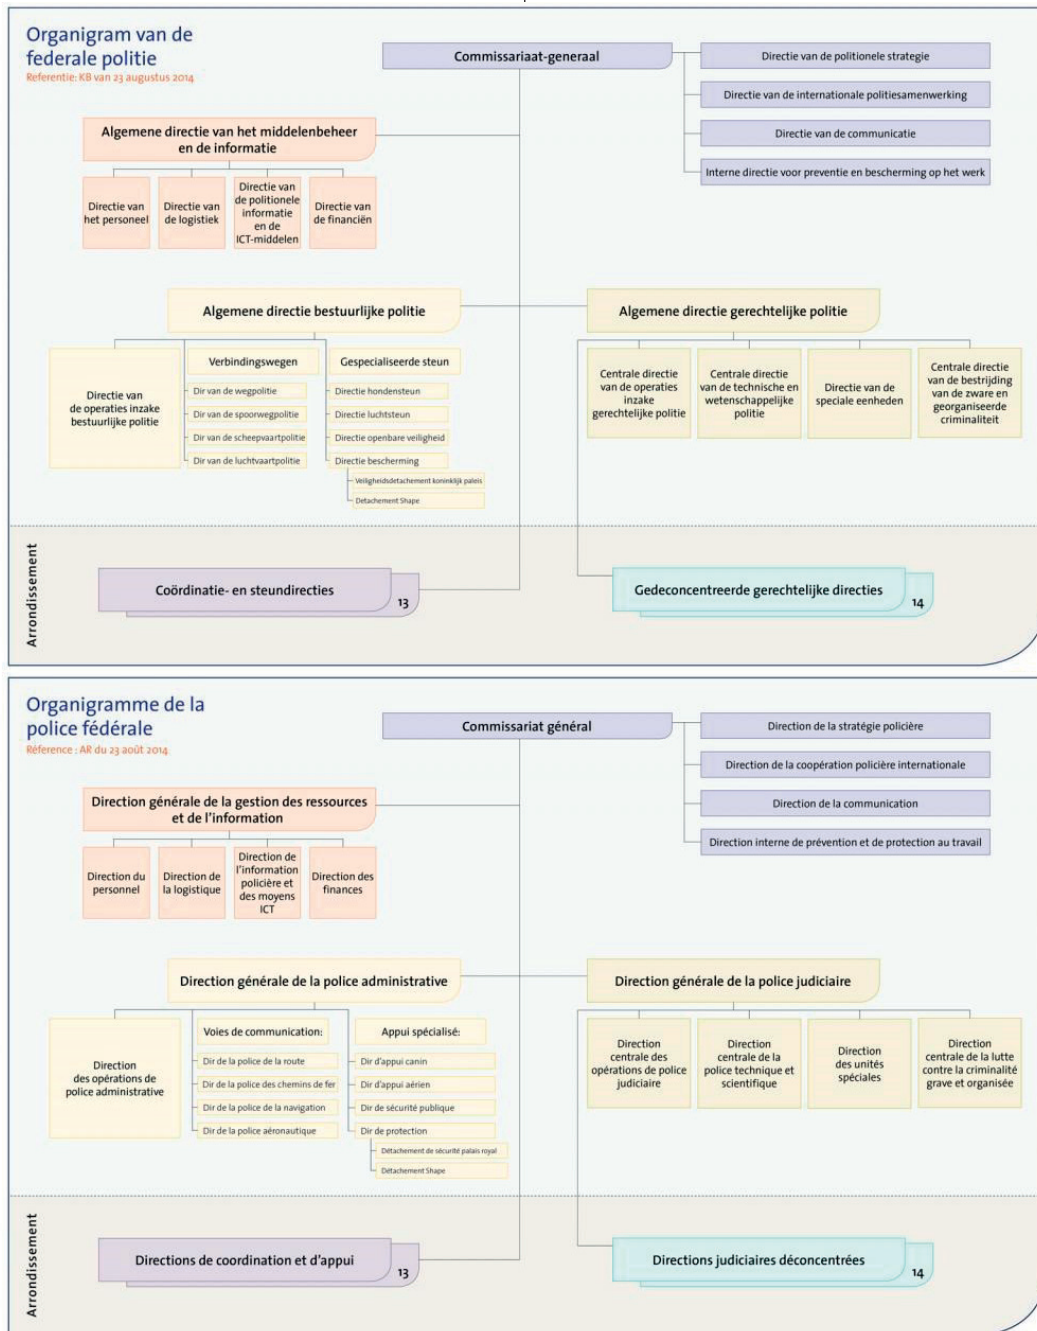 Organigram van de
federale politie
Referentie: KB van 23 augustus 2014
Commissariaat-generaal
Directie van de politionele strategie
Directie van de internationale politiesamenwerking
Directie van de communicatie
Interne directie voor preventie en bescherming op het werk
Algemene directie van het middelenbeheer
en de informatie
Directie van
het personeel
Directie van
de logistiek
Directie van
de politionele
informatie
en de
ICT-middelen
Directie van
de financiën
Algemene directie bestuurlijke politie
Directie van
de operaties inzake
bestuurlijke politie
Verbindingswegen
Dir van de wegpolitie
Dir van de spoorwegpolitie
Dir van de scheepvaartpolitie
Dir van de luchtvaartpolitie
Gespecialiseerde steun
Directie hondensteun
Directie luchtsteun
Directie openbare veiligheid
Directie bescherming
Veiligheidsdetachement koninklijk paleis
Detachement Shape
Algemene directie gerechtelijke politie
Centrale directie
van de operaties
inzake
gerechtelijke politie
Centrale directie
van de technische en
wetenschappelijke
politie
Directie van de
speciale eenheden
Centrale directie
van de bestrijding
van de zware en
georganiseerde
criminaliteit
Arrondissement
Coördinatie- en steundirecties
13
Gedeconcentreerde gerechtelijke directies
14
Organigramme de la
police fédérale
Réference : AR du 23 août 2014
Commissariat général
Direction de la stratégie policière
Direction de la coopération policière internationale
Direction de la communication
Direction interne de prévention et de protection au travail
Direction générale de la gestion des ressources
et de l'information
Direction du
personnel
Direction de
la logistique
Direction de
l'information
policière et
des moyens
ICT
Direction des
finances
Direction générale de la police administrative
Direction
des opérations de
police administrative
Voies de communication:
Dir de la police de la route
Dir de la police des chemins de fer
Dir de la police de la navigation
Dir de la police aéronautique
Appui spécialisé:
Dir d'appui canin
Dir d'appui aérien
Dir de sécurité publique
Dir de protection
Détachement de sécurité palais royal
Détachement Shape
Direction générale de la police judiciaire
Direction
centrale des
opérations de police
judiciaire
Direction
centrale de la
police technique et
scientifique
Direction
des unités
spéciales
Direction
centrale de la lutte
contre la criminalité
grave et organisée
Arrondissement
Directions de coordination et d'appui
13
Directions judiciaires déconcentrées
14